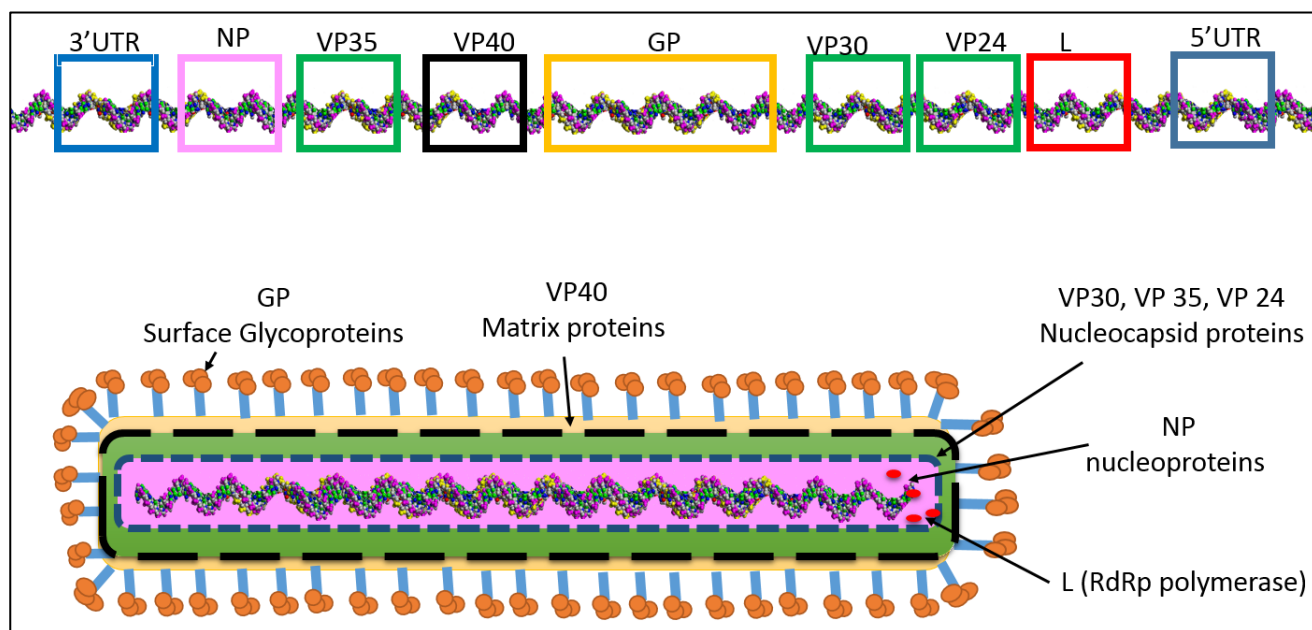 3'UTR NP VP35 VP40 GP VP30 VP24 L 5'UTR
GP
Surface Glycoproteins
VP40
Matrix proteins
VP30, VP 35, VP 24
Nucleocapsid proteins
NP
nucleoproteins
L (RdRp polymerase)